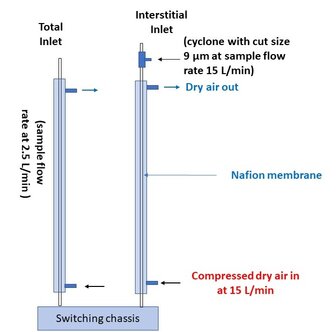 Total
Inlet
Interstitial
Inlet
(cyclone with cut size
9 µm at sample flow
rate 15 L/min)
Dry air out
(sample flow
rate at 2.5 L/min )
Nafion membrane
Compressed dry air in
at 15 L/min
Switching chassis